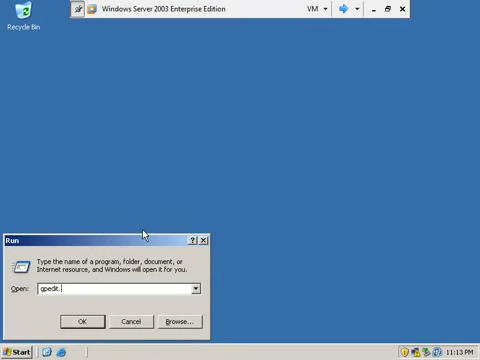 Recycle Bin
Windows Server 2003 Enterprise Edition
VM
Run
Type the name of a program, folder, document, or
Internet resource, and Windows will open it for you.
Open:
gpedit.
OK
Cancel
Browse...
Start
11:13 PM